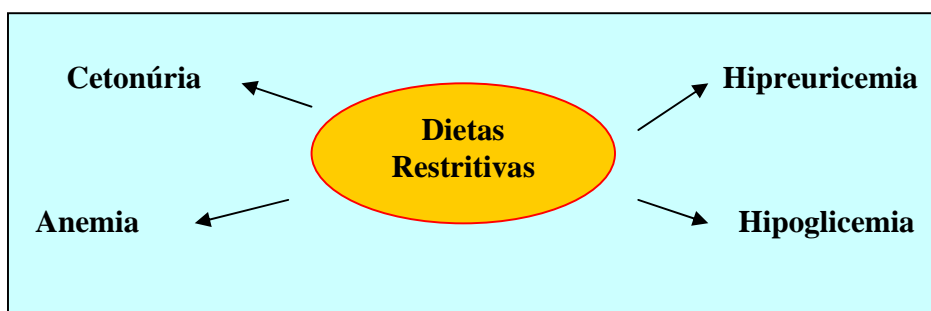 Cetonúria
Hipreuricemia
Dietas
Restritivas
Anemia
Hipoglicemia